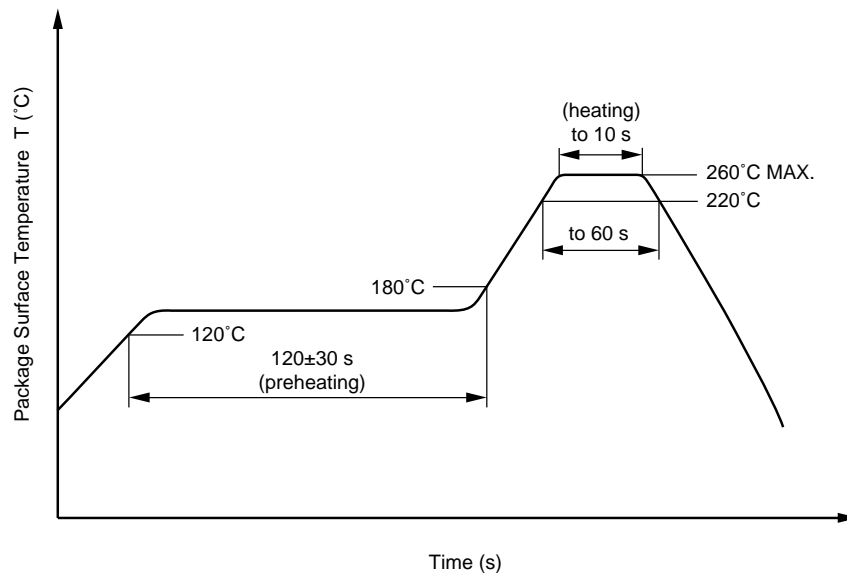 Package Surface Temperature T (˚C)
(heating)
to 10 s
260˚C MAX.
220˚C
to 60 s
180˚C
120˚C
120±30 s
(preheating)
Time (s)